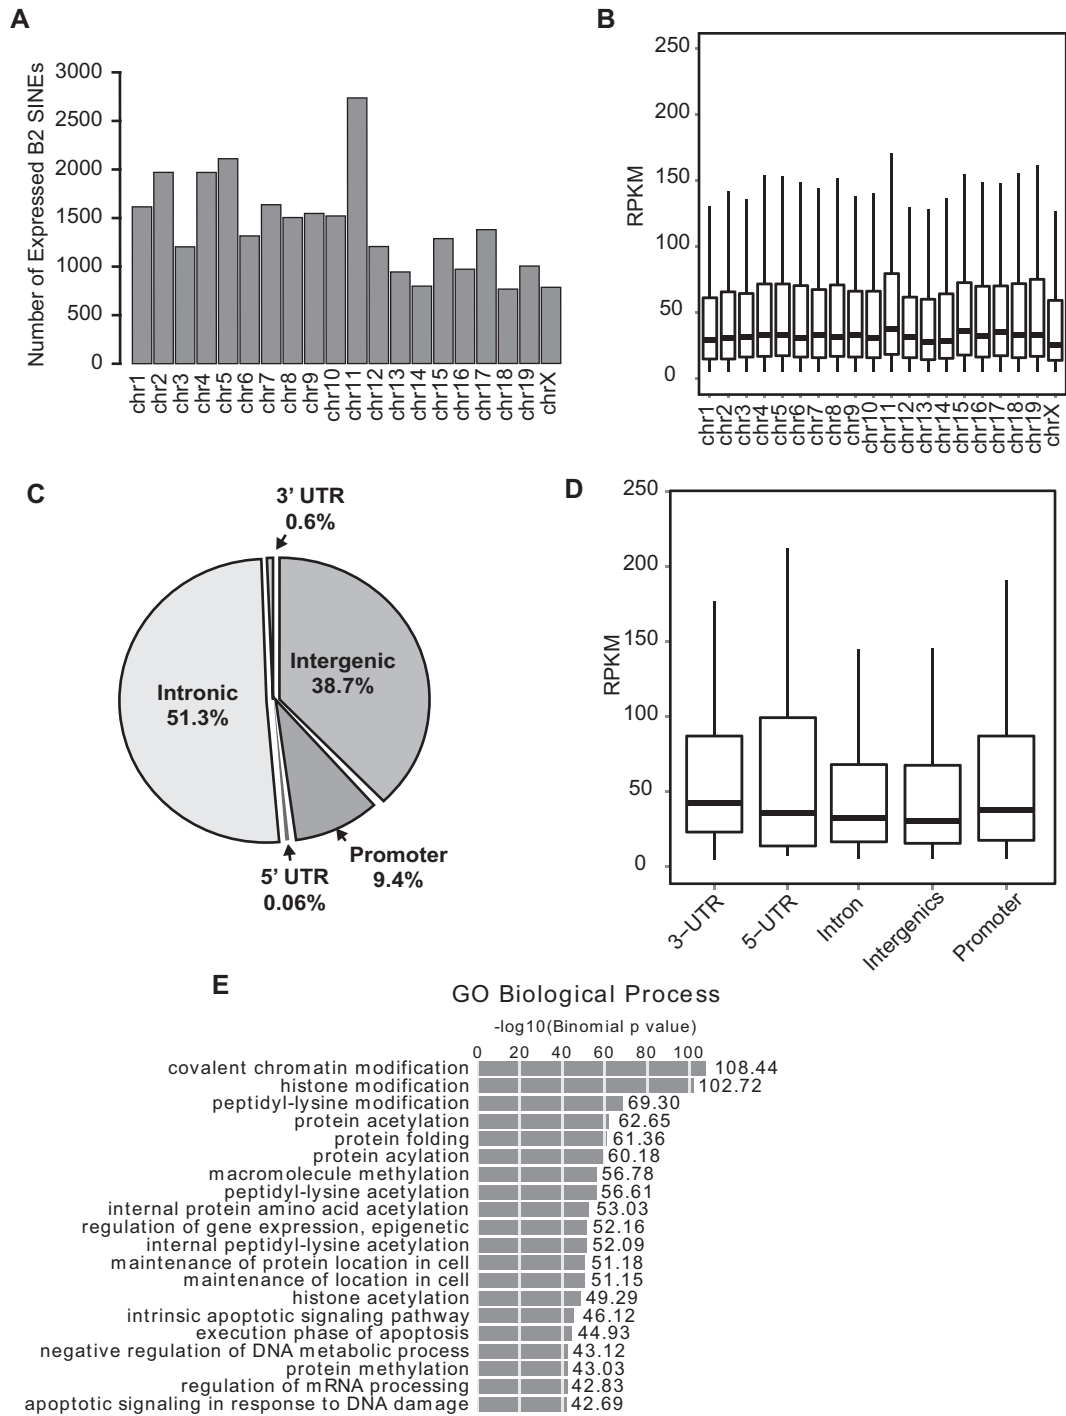 A
Number of Expressed B2 SINEs
3000
2500
2000
1500
1000
500
0
chr1
chr2
chr3
chr4
chr5
chr6
chr7
chr8
chr9
chr10
chr11
chr12
chr13
chr14
chr15
chr16
chr17
chr18
chr19
chrX
B
RPKM
250
200
150
100
50
0
chr1
chr2
chr3
chr4
chr5
chr6
chr7
chr8
chr9
chr10
chr11
chr12
chr13
chr14
chr15
chr16
chr17
chr18
chr19
chrX
C
3’ UTR
0.6%
Intergenic
38.7%
Intronic
51.3%
Promoter
9.4%
5’ UTR
0.06%
D
RPKM
250
200
150
100
50
0
3−UTR
5−UTR
Intron
Intergenics
Promoter
E
GO Biological Process
-log10(Binomial p value)
0 20 40 60 80 100
covalent chromatin modification 108.44
histone modification 102.72
peptidyl-lysine modification 69.30
protein acetylation 62.65
protein folding 61.36
protein acylation 60.18
macromolecule methylation 56.78
peptidyl-lysine acetylation 56.61
internal protein amino acid acetylation 53.03
regulation of gene expression, epigenetic 52.16
internal peptidyl-lysine acetylation 52.09
maintenance of protein location in cell 51.18
maintenance of location in cell 51.15
histone acetylation 49.29
intrinsic apoptotic signaling pathway 46.12
execution phase of apoptosis 44.93
negative regulation of DNA metabolic process 43.12
protein methylation 43.03
regulation of mRNA processing 42.83
apoptotic signaling in response to DNA damage 42.69